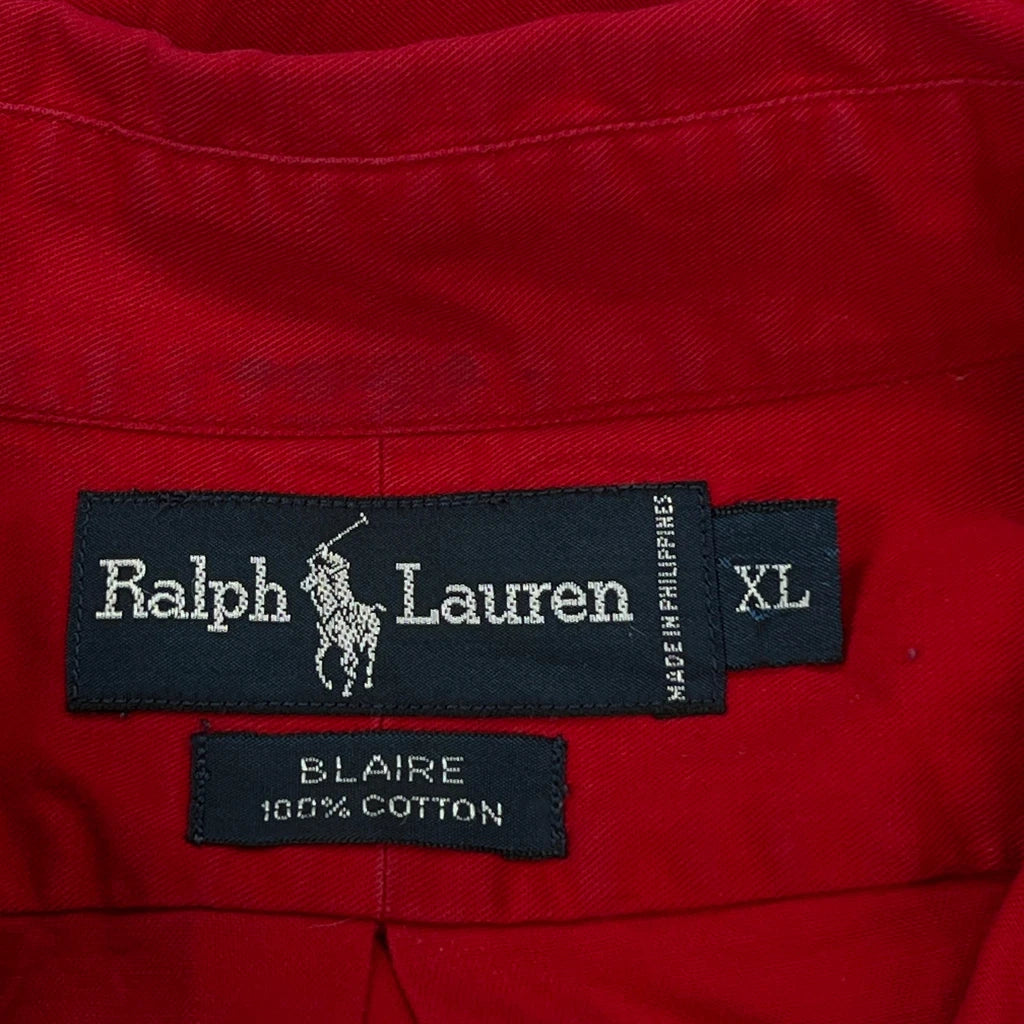 Ralph Lauren
MADE IN PHILIPPINES
XL
BLAIRE
100% COTTON